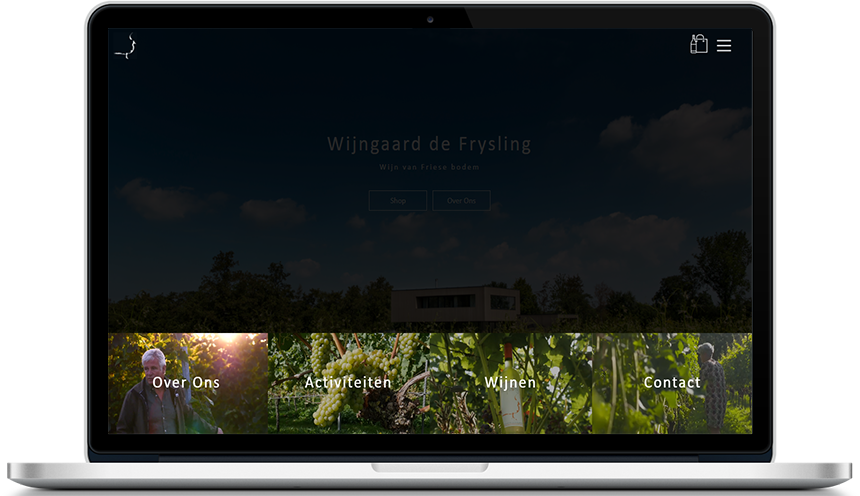 Wijngaard de Frysling
Wijn van Friese bodem
Shop Over Ons
Over Ons Activiteiten Wijnen Contact